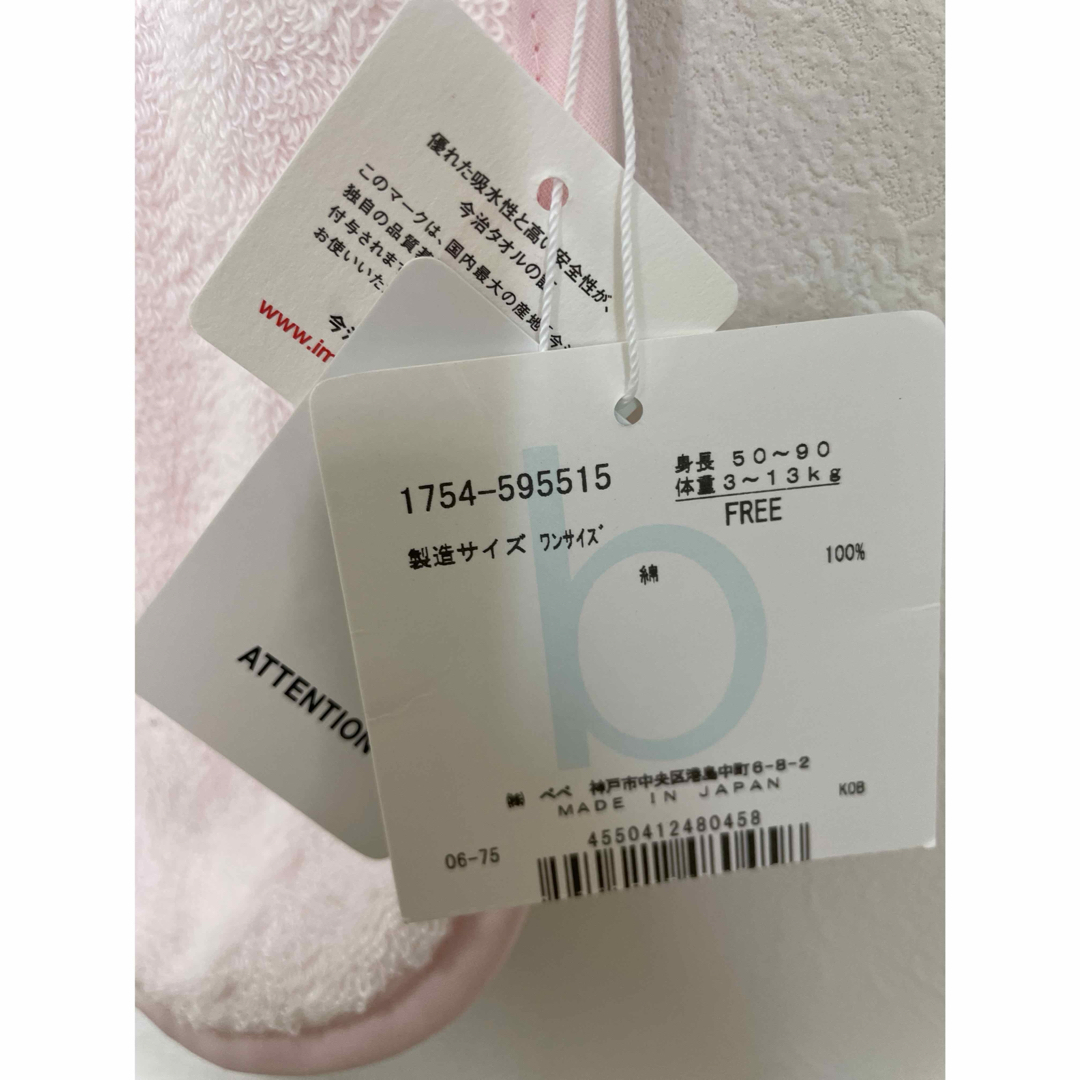 優れた吸水性と高い安全性が、
今治タオルの
このマークは、国内最大の産地「今
独自の品質
付与されま
お使いいた
今治
www.im
ATTENTION
b
1754-595515
身長 50～90
体重3～13kg
FREE
製造サイズ ワンサイズ
綿 100%
㈱ べべ 神戸市中央区港島中町6-8-2
MADE IN JAPAN
KOB
4550412480458
06-75